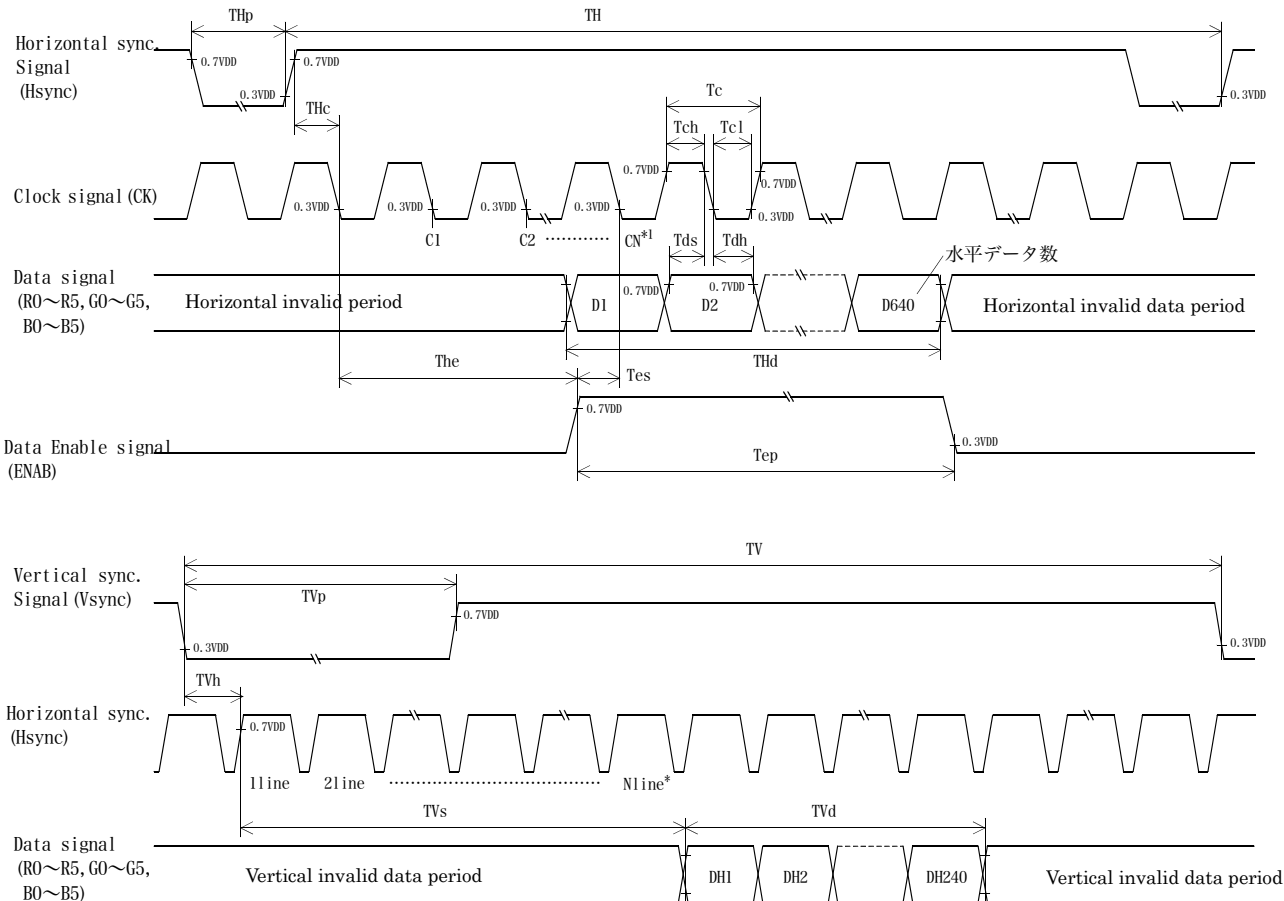 THp
TH
Horizontal sync.
Signal
(Hsync)
0.7VDD
0.7VDD
0.3VDD
0.3VDD
THc
Tc
Tch
Tcl
Clock signal(CK)
0.3VDD
0.3VDD
0.3VDD
0.3VDD
0.7VDD
0.7VDD
0.3VDD
C1
C2
…………
CN*1
Tds
Tdh
水平データ数
Data signal
(R0～R5,G0～G5,
B0～B5)
Horizontal invalid period
D1
0.7VDD
D2
0.7VDD
D640
Horizontal invalid data period
THd
The
Tes
0.7VDD
Data Enable signal
(ENAB)
0.3VDD
Tep
TV
Vertical sync.
Signal(Vsync)
TVp
0.7VDD
0.3VDD
0.3VDD
TVh
Horizontal sync.
(Hsync)
0.7VDD
1line
2line
……………………………
Nline*
TVs
TVd
Data signal
(R0～R5,G0～G5,
B0～B5)
Vertical invalid data period
DH1
DH2
DH240
Vertical invalid data period